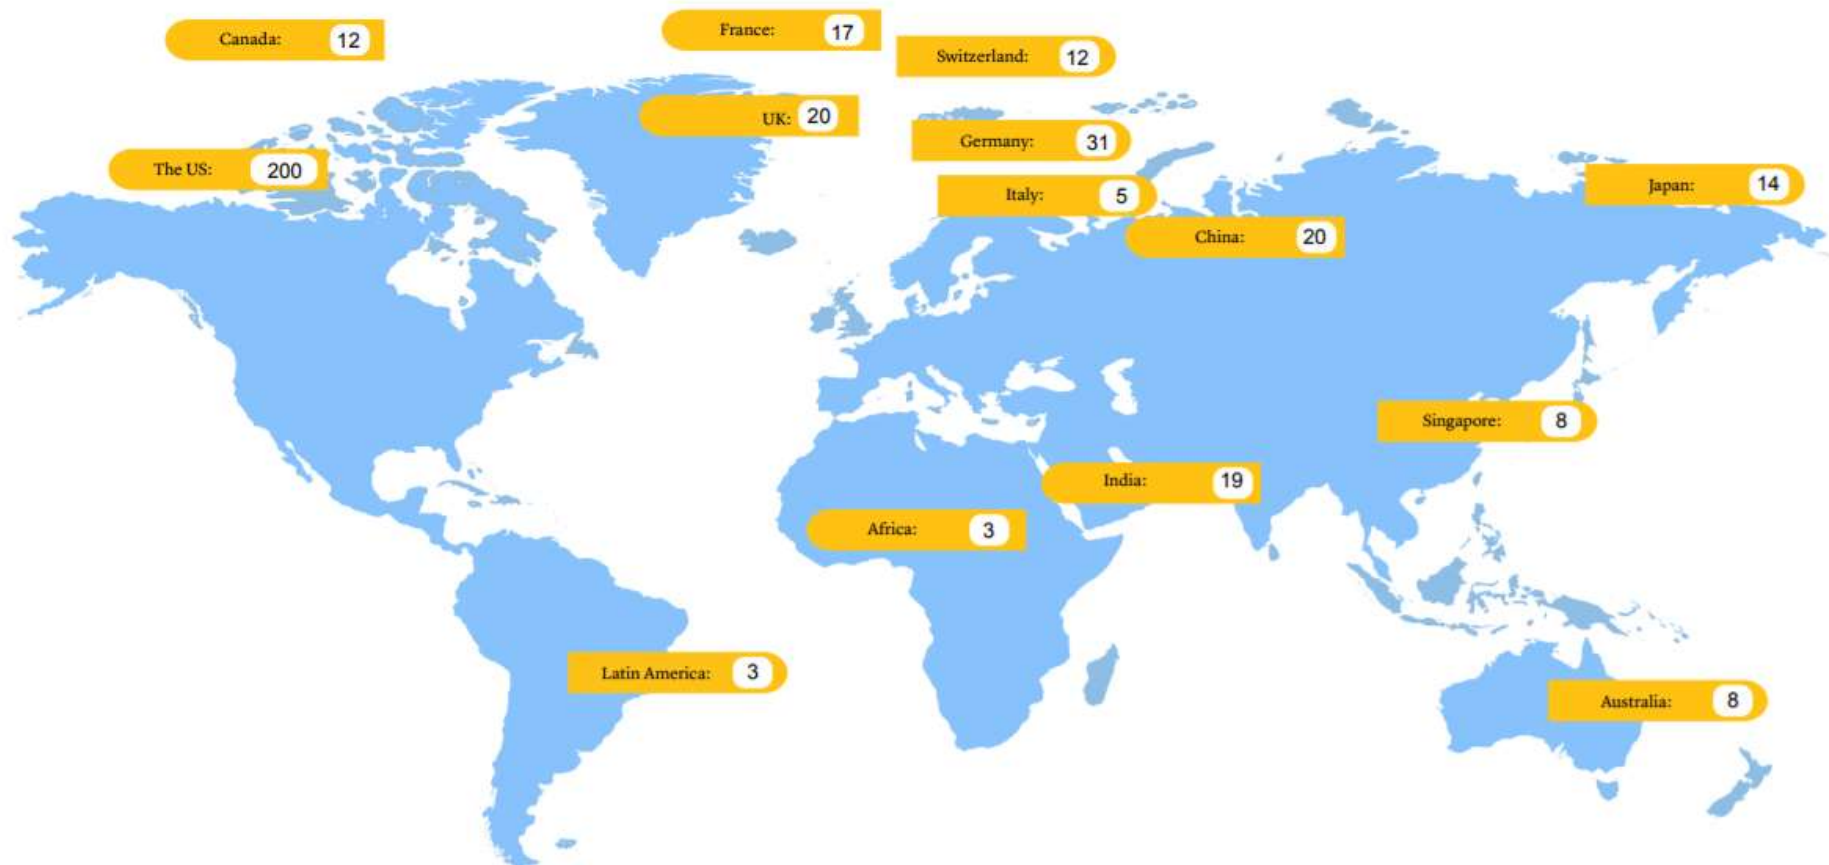 Canada: 12
France: 17
Switzerland: 12
UK: 20
Germany: 31
The US: 200
Italy: 5
Japan: 14
China: 20
Singapore: 8
India: 19
Africa: 3
Latin America: 3
Australia: 8